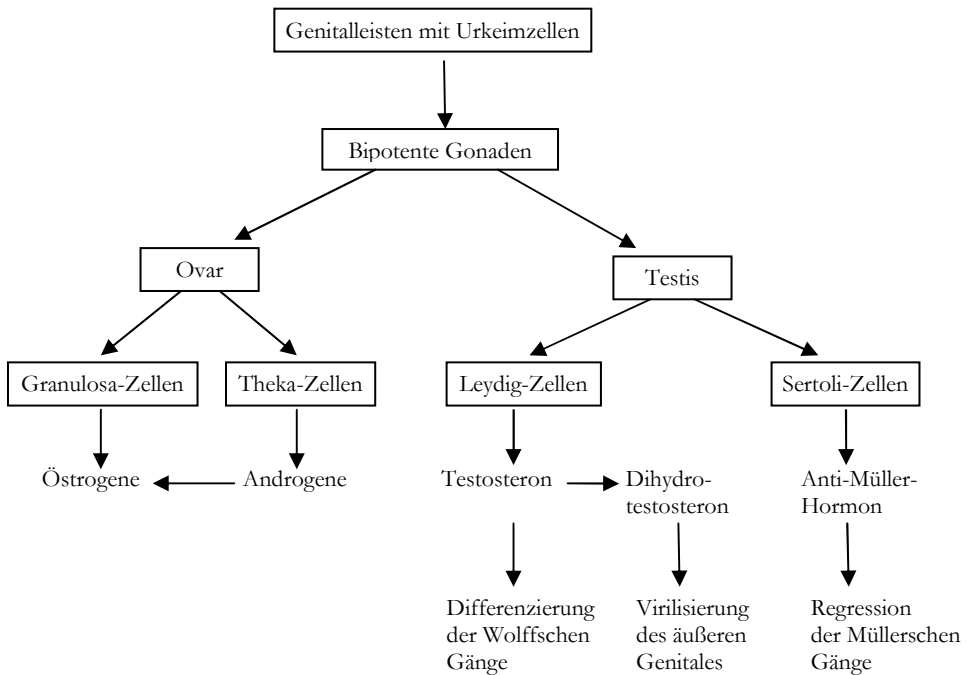 Genitalleisten mit Urkeimzellen
Bipotente Gonaden
Ovar
Testis
Granulosa-Zellen
Theka-Zellen
Leydig-Zellen
Sertoli-Zellen
Östrogene
Androgene
Testosteron
Dihydro-
testosteron
Anti-Müller-
Hormon
Differenzierung
der Wolffschen
Gänge
Virilisierung
des äußeren
Genitales
Regression
der Müllerschen
Gänge